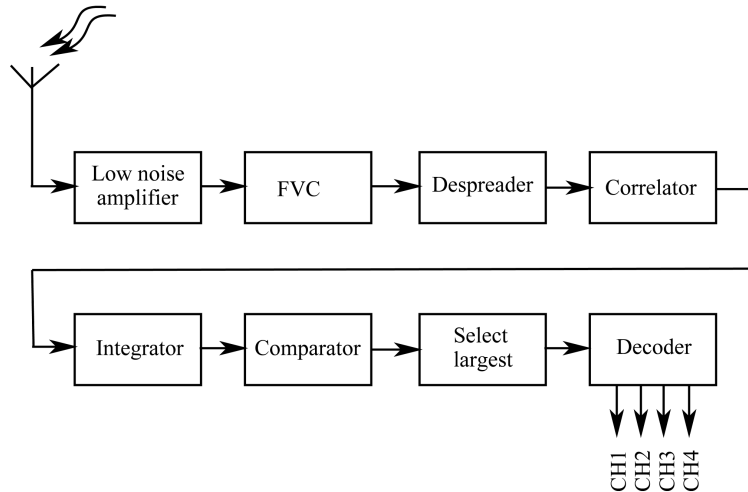 Low noise
amplifier
FVC
Despreader
Correlator
Integrator
Comparator
Select
largest
Decoder
CH1
CH2
CH3
CH4